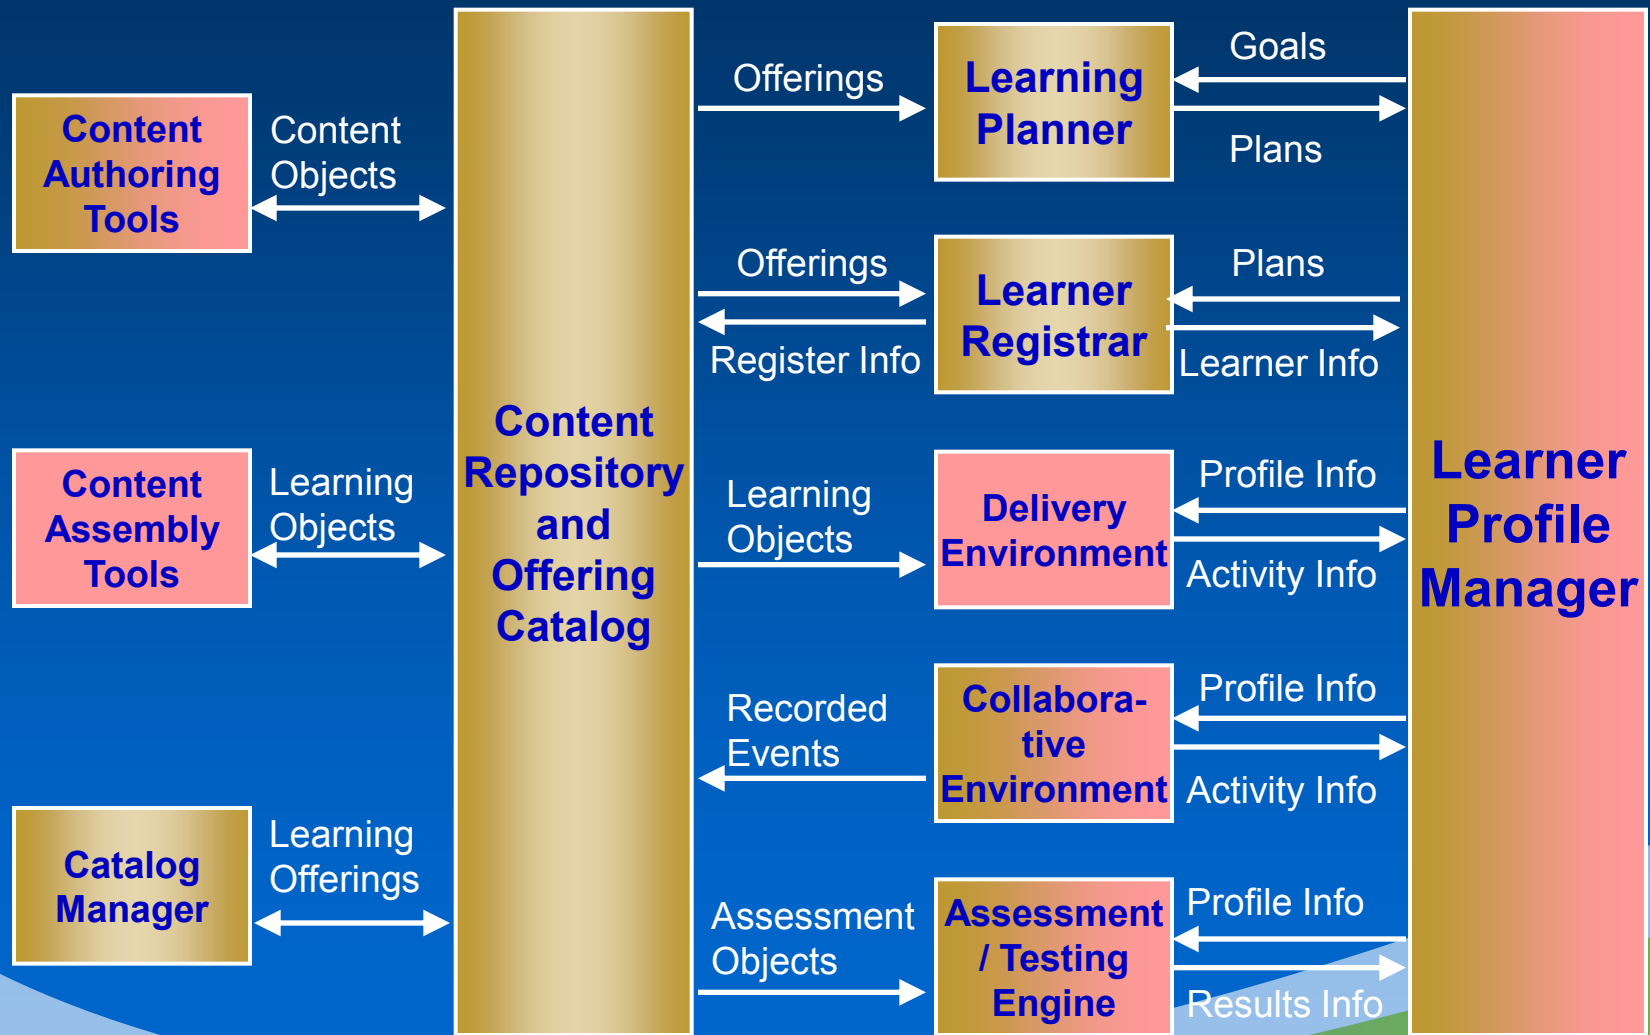 Content
Authoring
Tools
Content
Objects
Content
Assembly
Tools
Learning
Objects
Catalog
Manager
Learning
Offerings
Content
Repository
and
Offering
Catalog
Offerings
Learning
Planner
Goals
Plans
Offerings
Register Info
Learner
Registrar
Plans
Learner Info
Learning
Objects
Delivery
Environment
Profile Info
Activity Info
Recorded
Events
Collabora-
tive
Environment
Profile Info
Activity Info
Assessment
Objects
Assessment
/ Testing
Engine
Profile Info
Results Info
Learner
Profile
Manager